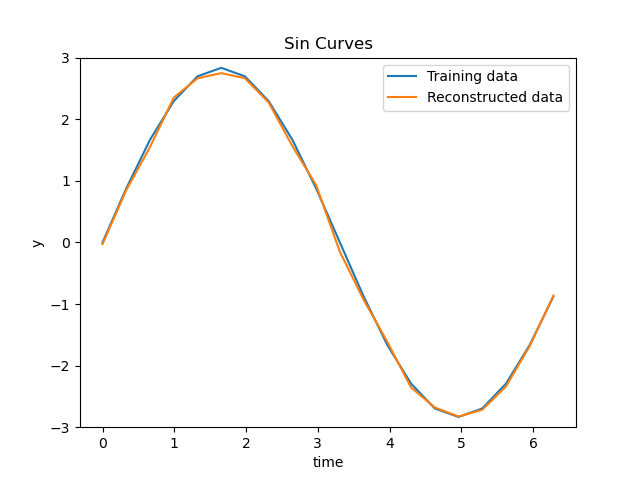 Sin Curves
Training data
Reconstructed data
y
3
2
1
0
−1
−2
−3
0 1 2 3 4 5 6
time